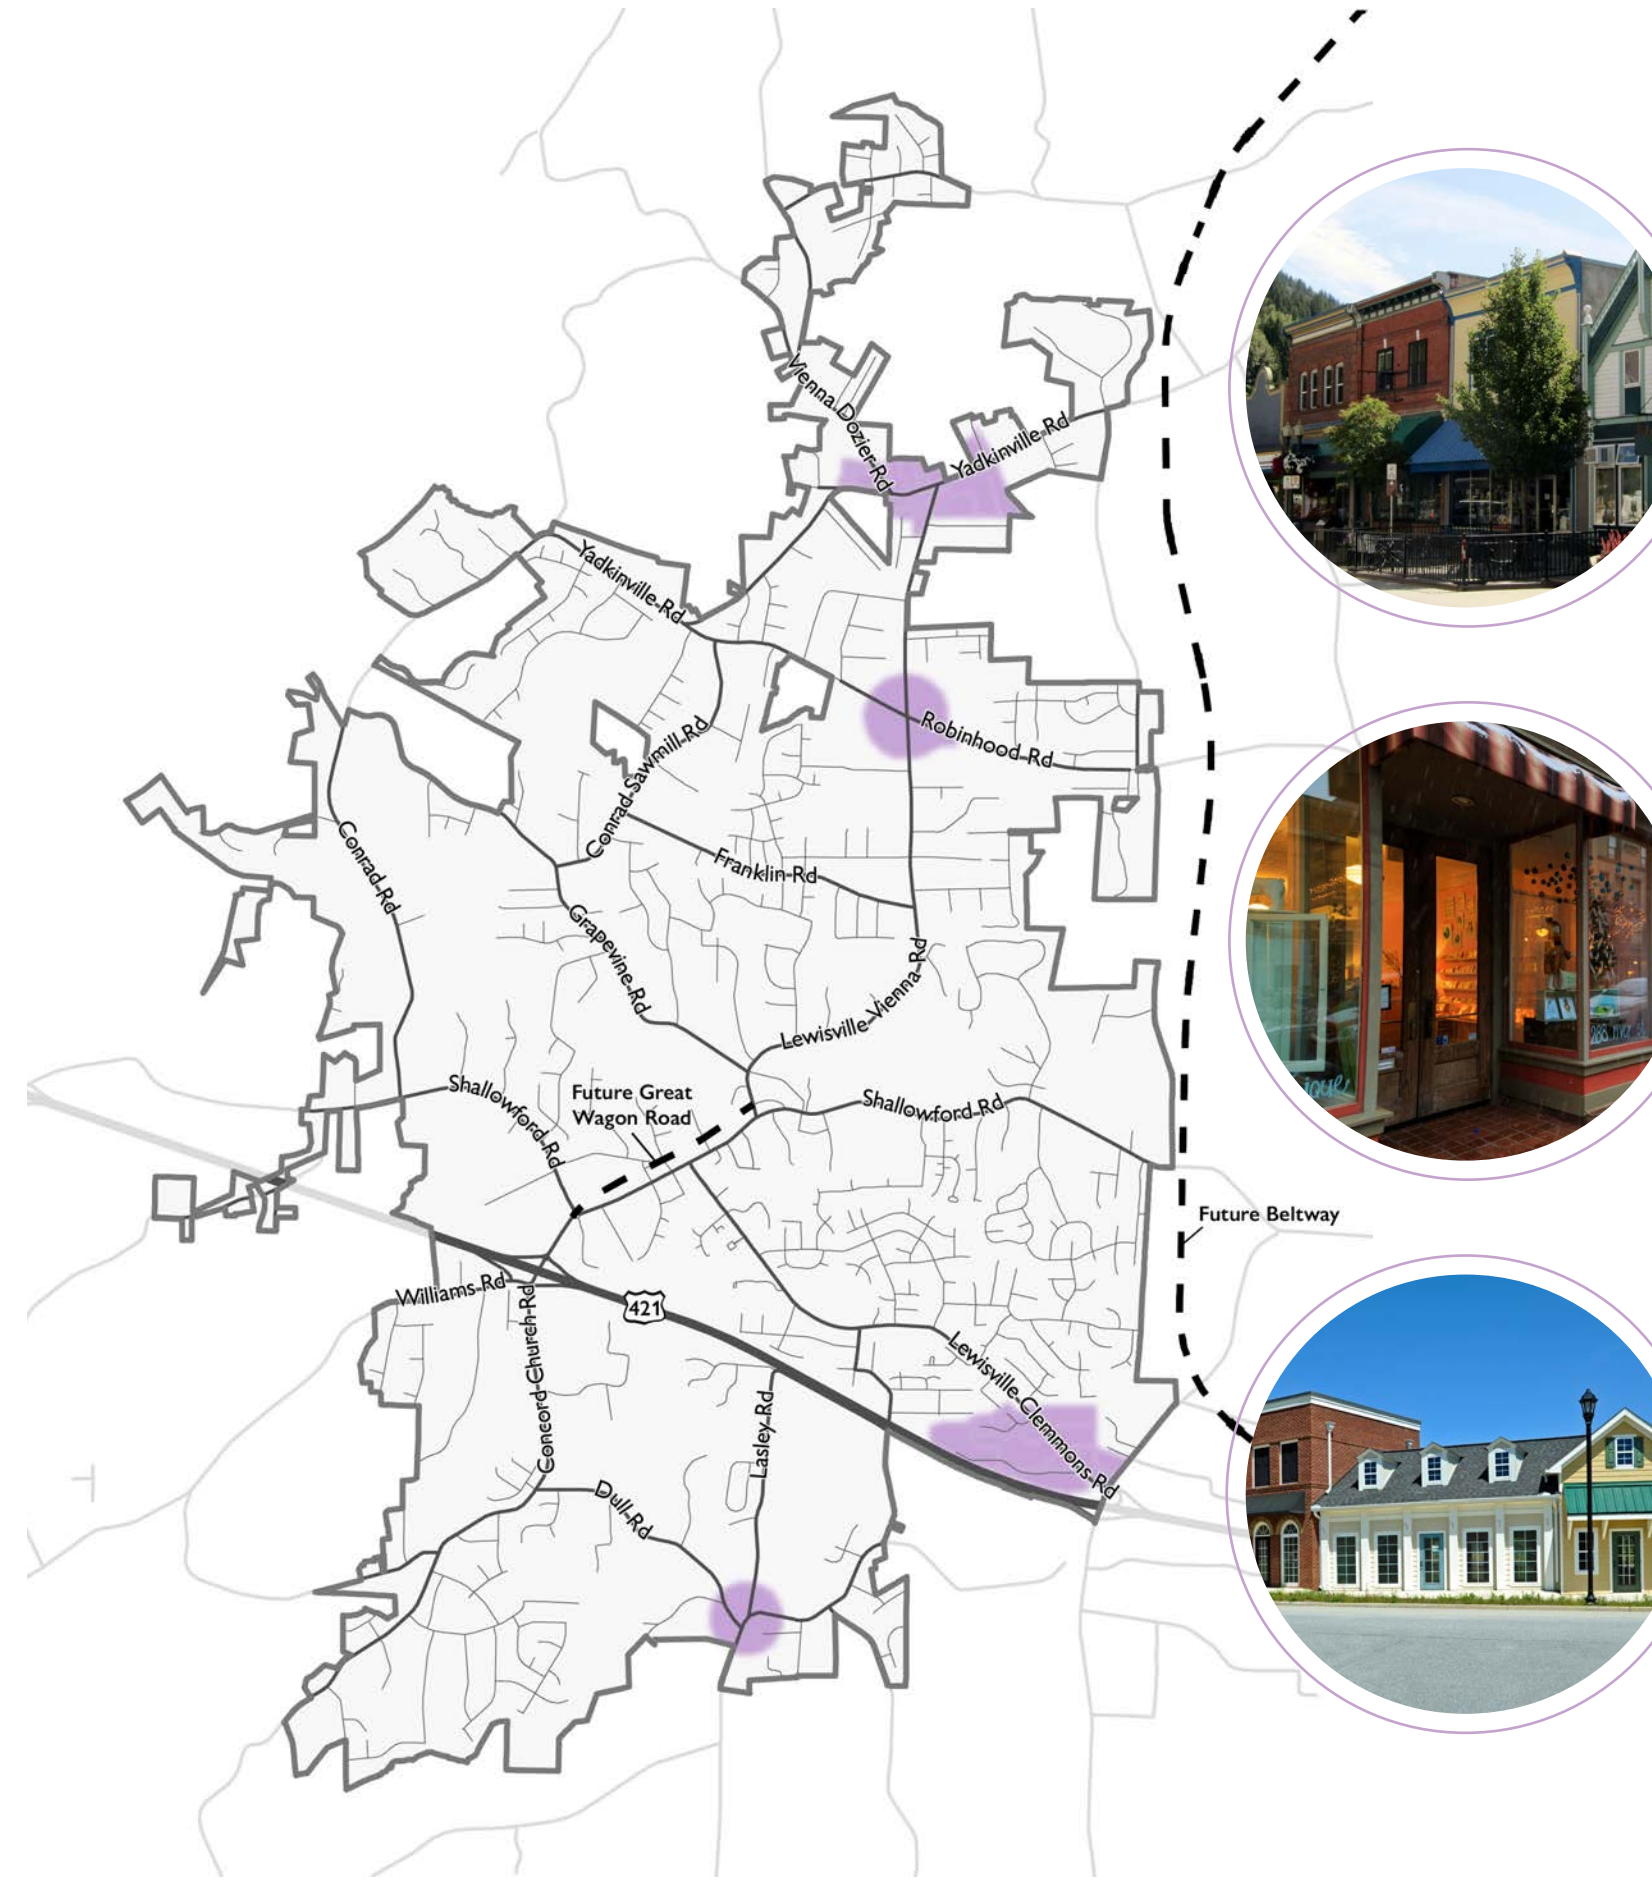 Vienna Dozier Rd
Yadkinville Rd
Yadkinville Rd
Robinhood Rd
Conrad Sawmill Rd
Conrad Rd
Franklin Rd
Grapevine Rd
Lewisville Vienna Rd
Shallowford Rd
Future Great
Wagon Road
Shallowford Rd
Future Beltway
Williams Rd
421
Concord Church Rd
Lewisville Clemmons Rd
Lasley Rd
Dull Rd